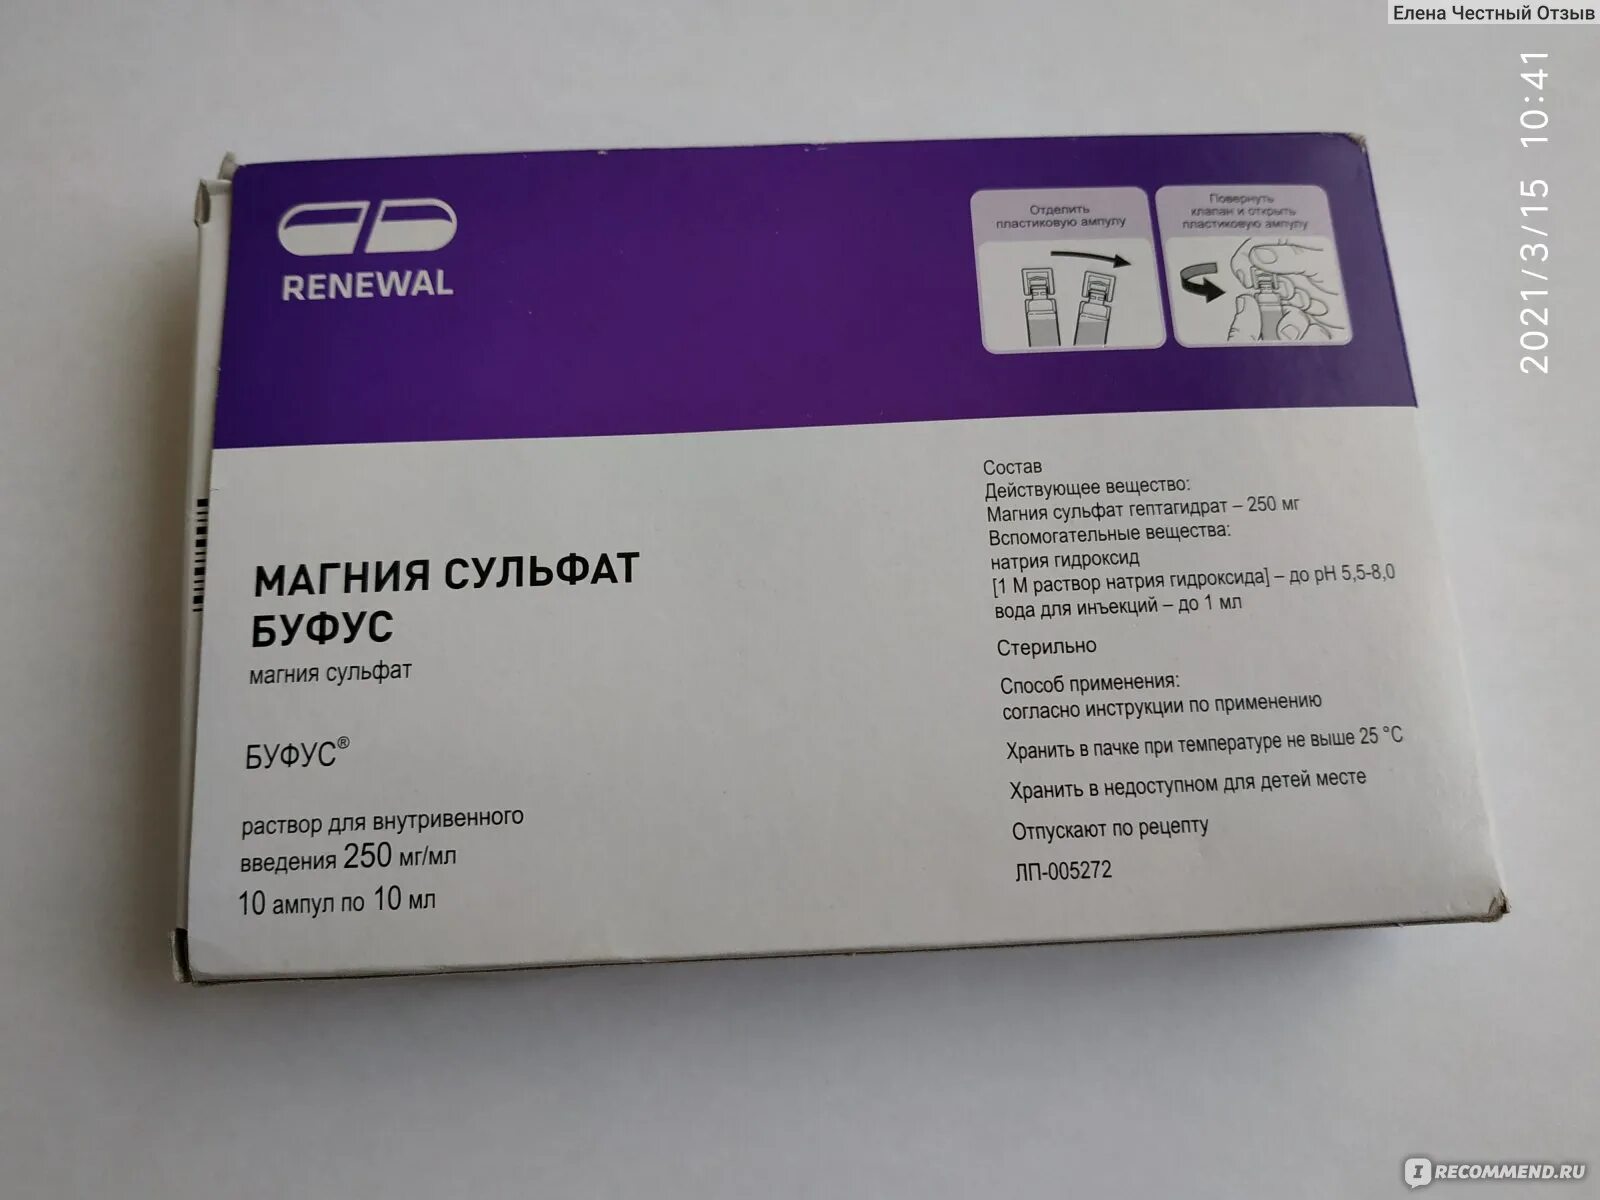 Елена Честный Отзыв
2021/3/15 10:41
RENEWAL
Отделить
пластиковую ампулу
Повернуть
клапан и открыть
пластиковую ампулу
МАГНИЯ СУЛЬФАТ
БУФУС
магния сульфат
БУФУС®
раствор для внутривенного
введения 250 мг/мл
10 ампул по 10 мл
Состав
Действующее вещество:
Магния сульфат гептагидрат – 250 мг
Вспомогательные вещества:
натрия гидроксид
[1 М раствор натрия гидроксида] – до pH 5,5-8,0
вода для инъекций – до 1 мл
Стерильно
Способ применения:
согласно инструкции по применению
Хранить в пачке при температуре не выше 25 °C
Хранить в недоступном для детей месте
Отпускают по рецепту
ЛП-005272
IRECOMMEND.RU